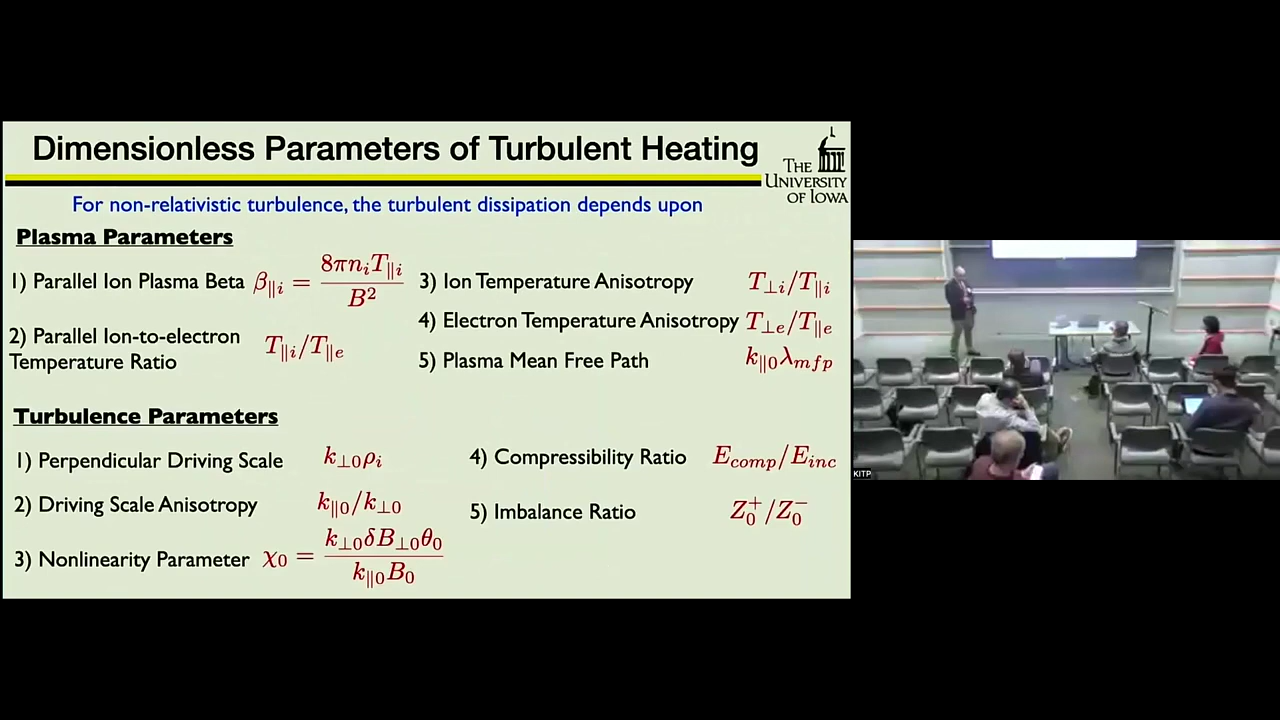 Dimensionless Parameters of Turbulent Heating
THE
UNIVERSITY
OF IOWA
For non-relativistic turbulence, the turbulent dissipation depends upon
Plasma Parameters
1) Parallel Ion Plasma Beta β∥i = 8πniT∥i / B²
2) Parallel Ion-to-electron
Temperature Ratio T∥i/T∥e
3) Ion Temperature Anisotropy T⊥i/T∥i
4) Electron Temperature Anisotropy T⊥e/T∥e
5) Plasma Mean Free Path k∥0λmfp
Turbulence Parameters
1) Perpendicular Driving Scale k⊥0ρi
2) Driving Scale Anisotropy k∥0/k⊥0
3) Nonlinearity Parameter χ0 = k⊥0δB⊥0θ0 / k∥0B0
4) Compressibility Ratio Ecomp/Einc
5) Imbalance Ratio Z0+/Z0−
KITP